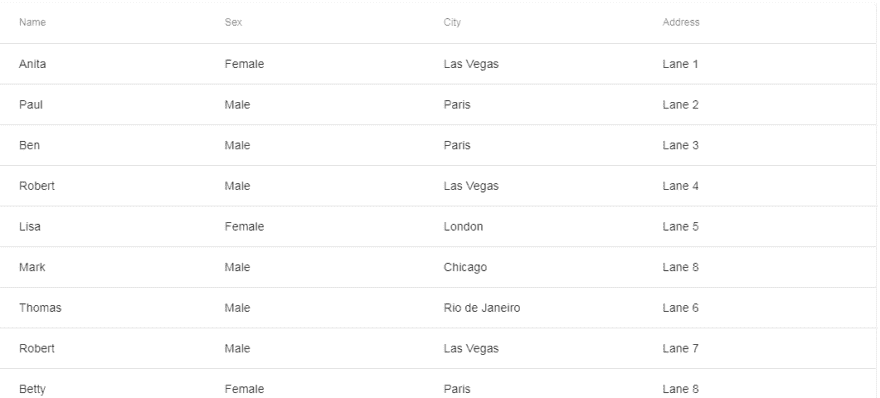 Name Sex City Address
Anita Female Las Vegas Lane 1
Paul Male Paris Lane 2
Ben Male Paris Lane 3
Robert Male Las Vegas Lane 4
Lisa Female London Lane 5
Mark Male Chicago Lane 8
Thomas Male Rio de Janeiro Lane 6
Robert Male Las Vegas Lane 7
Betty Female Paris Lane 8